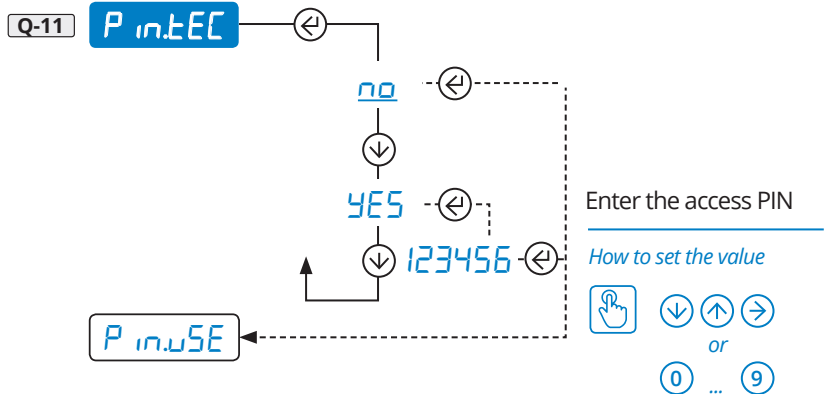 Q-11 P in.tEC
no
YES
123456
P in.uSE
Enter the access PIN
How to set the value
or
0 ... 9